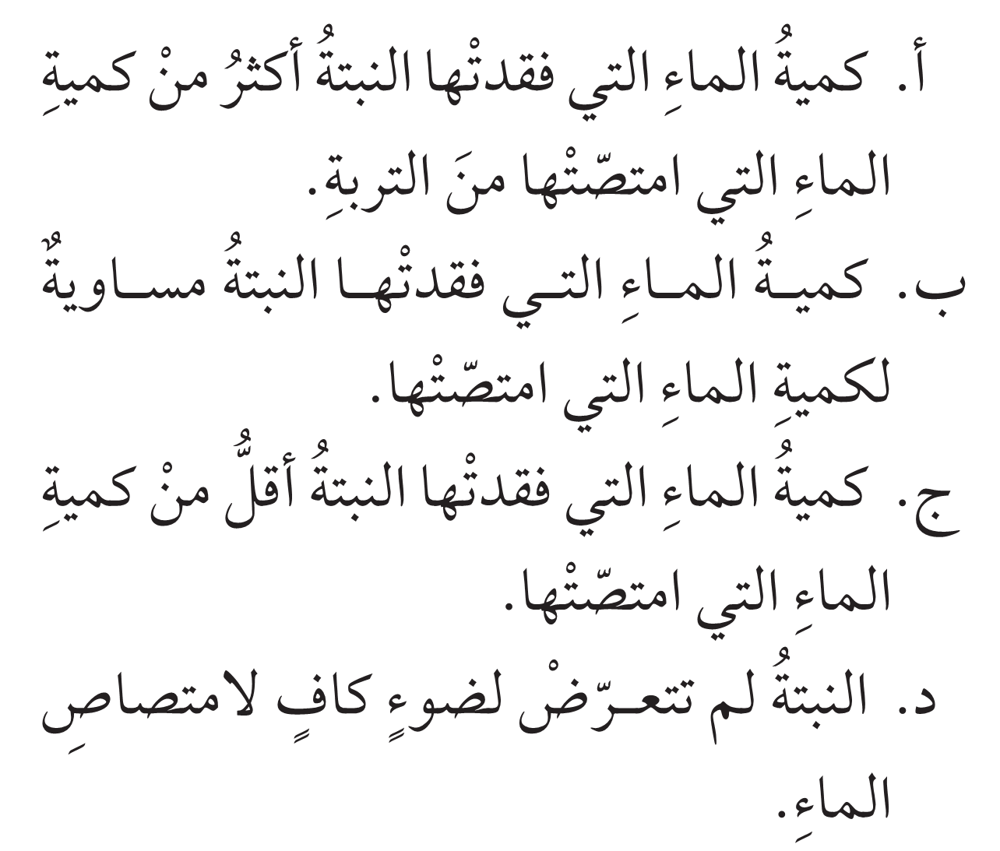 أ. كميةُ الماءِ التي فقدتْها النبتةُ أكثرُ منْ كميةِ
الماءِ التي امتصّتْها منَ التربةِ.
ب. كميـةُ المـاءِ التـي فقدتْهـا النبتةُ مسـاويةٌ
لكميةِ الماءِ التي امتصّتْها.
ج. كميةُ الماءِ التي فقدتْها النبتةُ أقلُّ منْ كميةِ
الماءِ التي امتصّتْها.
د. النبتةُ لم تتعـرّضْ لضوءٍ كافٍ لامتصاصِ
الماءِ.